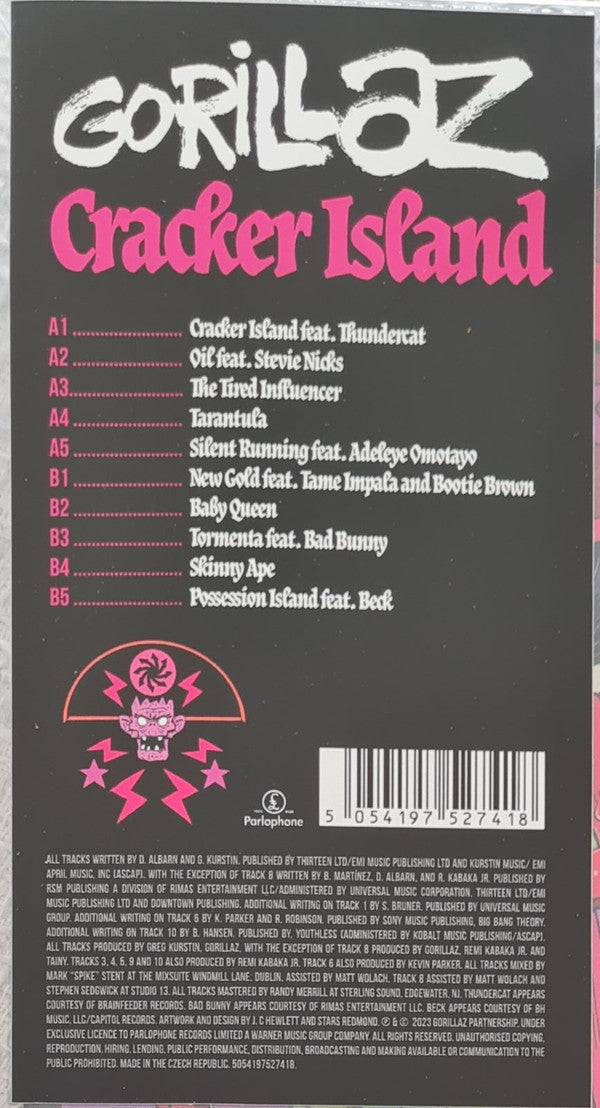 GORILLAZ
Cracker Island
A1 .......................... Cracker Island feat. Thundercat
A2 .......................... Oil feat. Stevie Nicks
A3 .......................... The Tired Influencer
A4 .......................... Tarantula
A5 .......................... Silent Running feat. Adeleye Omotayo
B1 .......................... New Gold feat. Tame Impala and Bootie Brown
B2 .......................... Baby Queen
B3 .......................... Tormenta feat. Bad Bunny
B4 .......................... Skinny Ape
B5 .......................... Possession Island feat. Beck
Parlophone
5 054197 527418
ALL TRACKS WRITTEN BY D. ALBARN AND G. KURSTIN. PUBLISHED BY THIRTEEN LTD/EMI MUSIC PUBLISHING LTD AND KURSTIN MUSIC/ EMI
APRIL MUSIC, INC (ASCAP). WITH THE EXCEPTION OF TRACK 8 WRITTEN BY B. MARTÍNEZ, D. ALBARN, AND R. KABAKA JR. PUBLISHED BY
RSM PUBLISHING A DIVISION OF RIMAS ENTERTAINMENT LLC/ADMINISTERED BY UNIVERSAL MUSIC CORPORATION. THIRTEEN LTD/EMI
MUSIC PUBLISHING LTD AND DOWNTOWN PUBLISHING. ADDITIONAL WRITING ON TRACK 1 BY S. BRUNER. PUBLISHED BY UNIVERSAL MUSIC
GROUP. ADDITIONAL WRITING ON TRACK 6 BY K. PARKER AND R. ROBINSON. PUBLISHED BY SONY MUSIC PUBLISHING, BIG BANG THEORY.
ADDITIONAL WRITING ON TRACK 10 BY B. HANSEN. PUBLISHED BY, YOUTHLESS (ADMINISTERED BY KOBALT MUSIC PUBLISHING/ASCAP).
ALL TRACKS PRODUCED BY GREG KURSTIN, GORILLAZ, WITH THE EXCEPTION OF TRACK 8 PRODUCED BY GORILLAZ, REMI KABAKA JR. AND
TAINY. TRACKS 3, 4, 5, 9 AND 10 ALSO PRODUCED BY REMI KABAKA JR. TRACK 6 ALSO PRODUCED BY KEVIN PARKER. ALL TRACKS MIXED BY
MARK "SPIKE" STENT AT THE MIXSUITE WINDMILL LANE, DUBLIN. ASSISTED BY MATT WOLACH. TRACK 8 ASSISTED BY MATT WOLACH AND
STEPHEN SEDGWICK AT STUDIO 13. ALL TRACKS MASTERED BY RANDY MERRILL AT STERLING SOUND, EDGEWATER, NJ. THUNDERCAT APPEARS
COURTESY OF BRAINFEEDER RECORDS. BAD BUNNY APPEARS COURTESY OF RIMAS ENTERTAINMENT LLC. BECK APPEARS COURTESY OF BH
MUSIC, LLC/CAPITOL RECORDS. ARTWORK AND DESIGN BY J. C HEWLETT AND STARS REDMOND. ℗ & © 2023 GORILLAZ PARTNERSHIP, UNDER
EXCLUSIVE LICENCE TO PARLOPHONE RECORDS LIMITED A WARNER MUSIC GROUP COMPANY. ALL RIGHTS RESERVED. UNAUTHORISED COPYING,
REPRODUCTION, HIRING, LENDING, PUBLIC PERFORMANCE, DISTRIBUTION, BROADCASTING AND MAKING AVAILABLE OR COMMUNICATION TO THE
PUBLIC PROHIBITED. MADE IN THE CZECH REPUBLIC. 5054197527418.